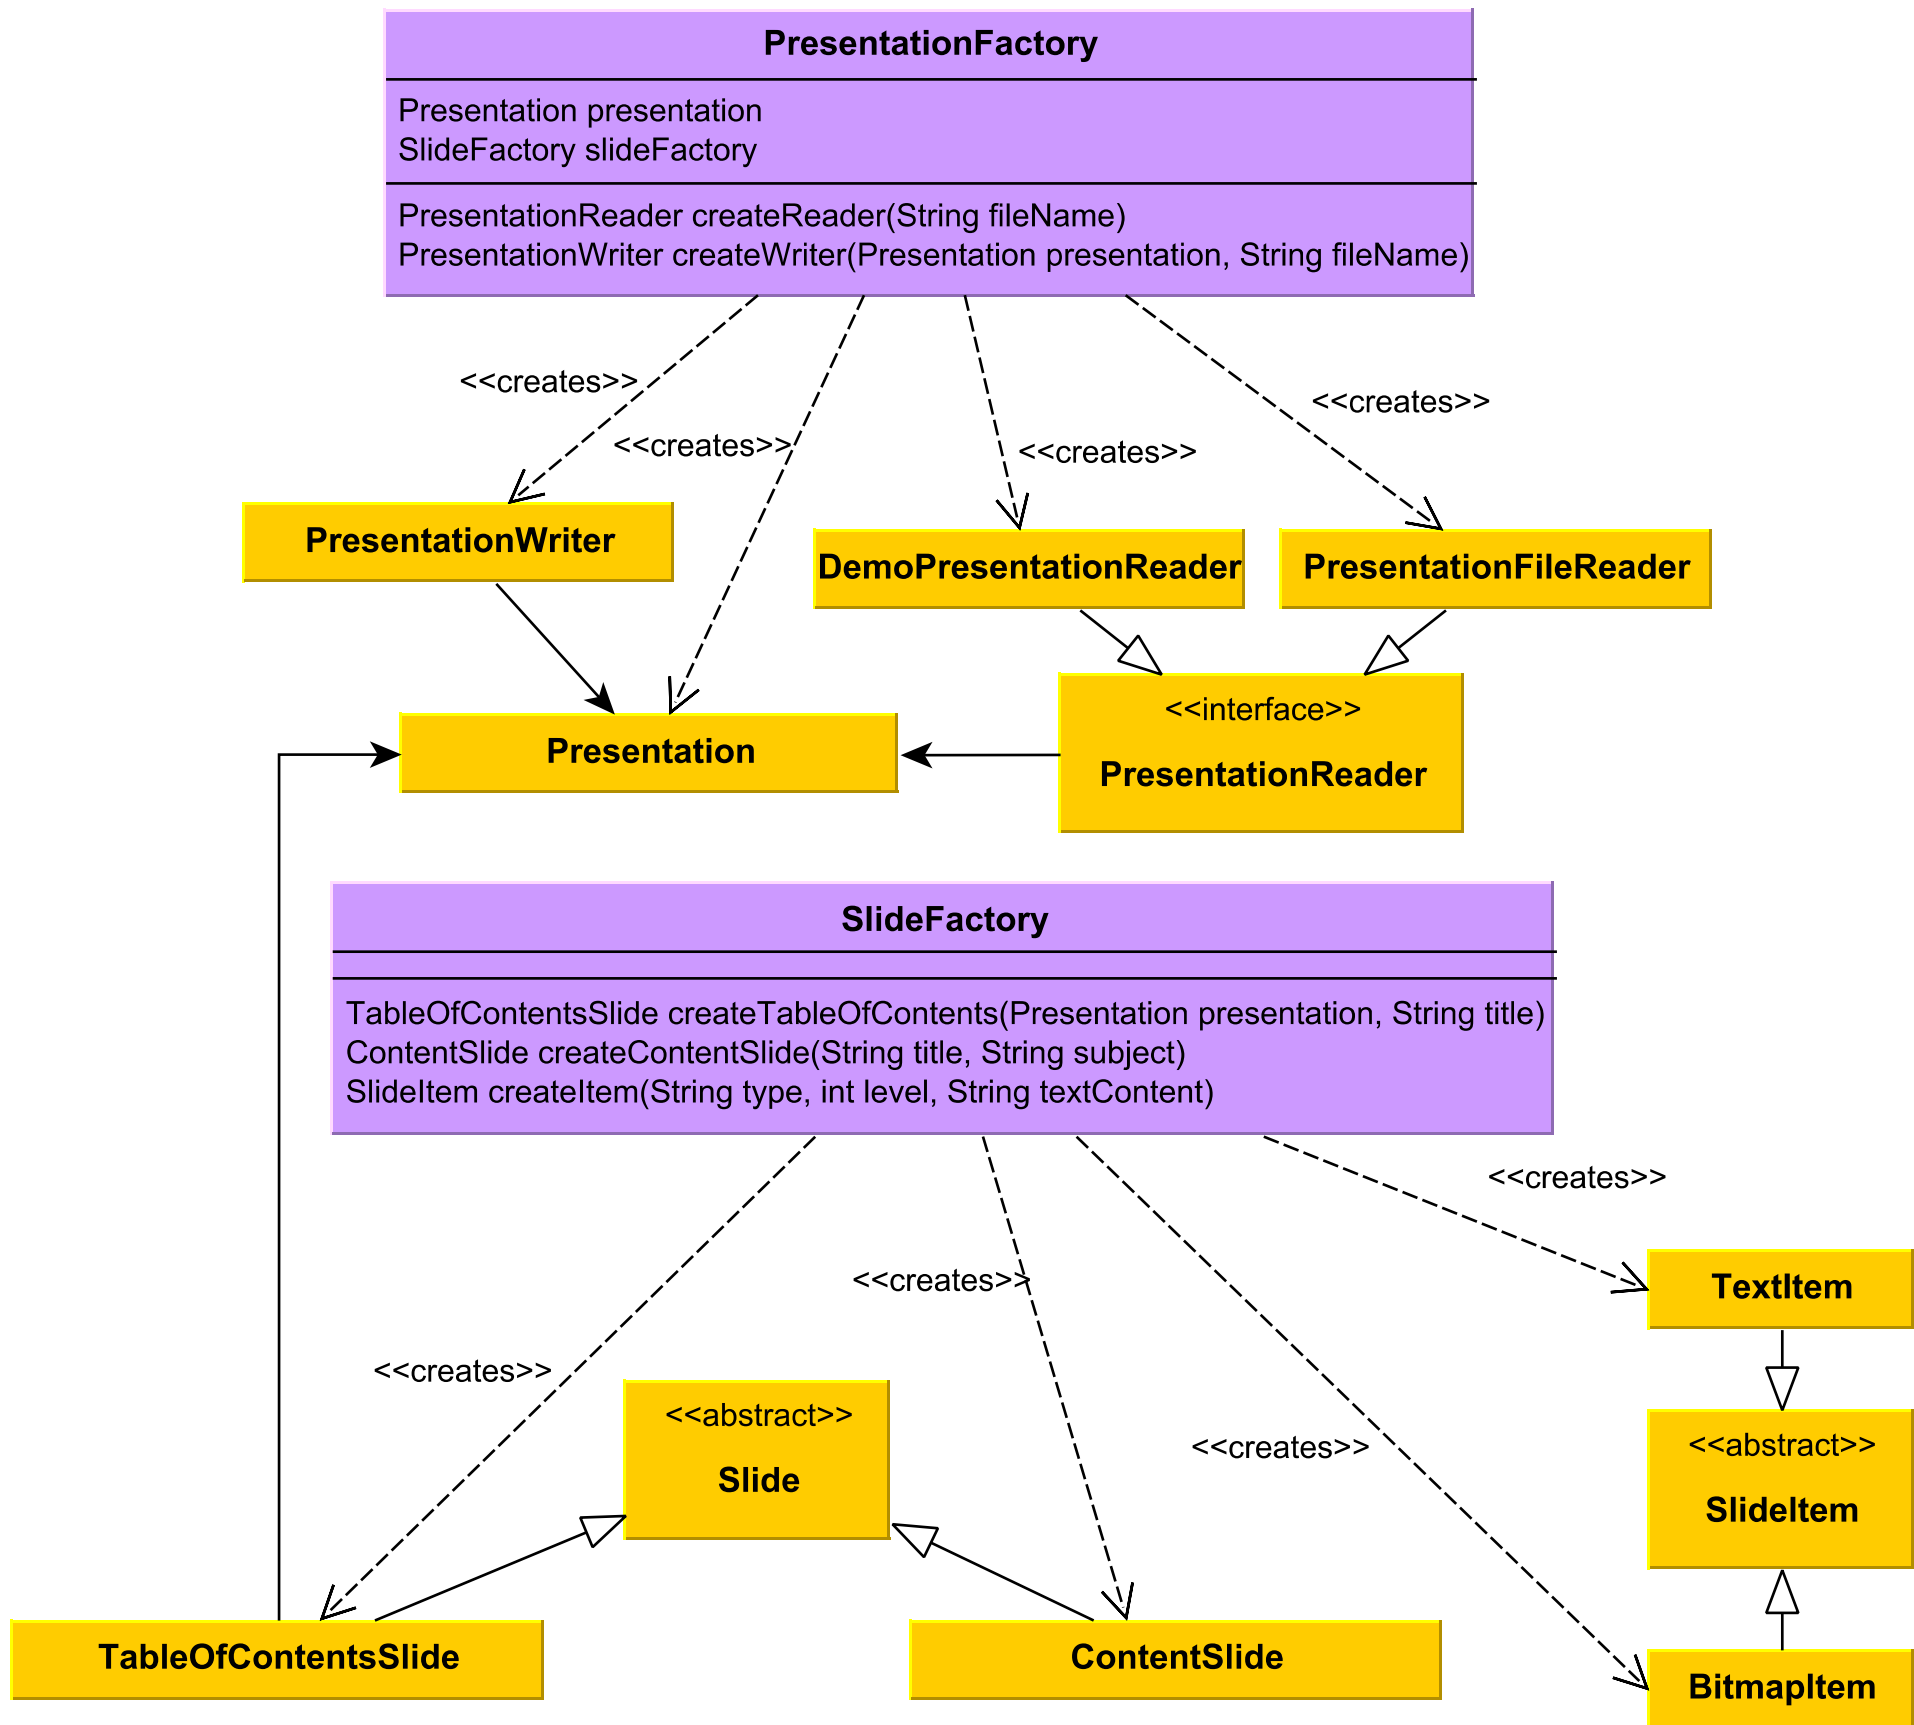 PresentationFactory
Presentation presentation
SlideFactory slideFactory
PresentationReader createReader(String fileName)
PresentationWriter createWriter(Presentation presentation, String fileName)
<<creates>>
<<creates>>
<<creates>>
<<creates>>
PresentationWriter
DemoPresentationReader
PresentationFileReader
Presentation
<<interface>>
PresentationReader
SlideFactory
TableOfContentsSlide createTableOfContents(Presentation presentation, String title)
ContentSlide createContentSlide(String title, String subject)
SlideItem createItem(String type, int level, String textContent)
<<creates>>
<<creates>>
<<creates>>
<<creates>>
TextItem
<<abstract>>
Slide
<<abstract>>
SlideItem
TableOfContentsSlide
ContentSlide
BitmapItem